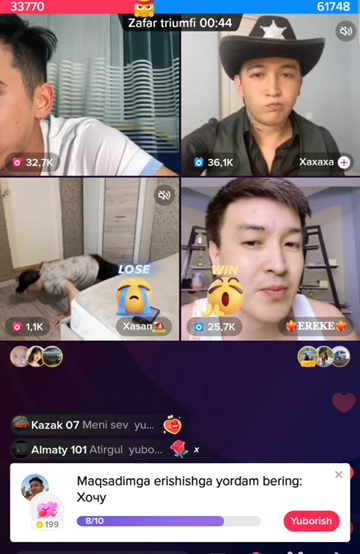 33770
61748
Zafar triumfi 00:44
32,7K
36,1K
Xaxaxa
LOSE
WIN
1,1K
Xasan
25,7K
EREKE
Kazak 07 Meni sev yu...
Almaty 101 Atirgul yubo...
x
Maqsadimga erishishga yordam bering:
Хочу
199
8/10
Yuborish